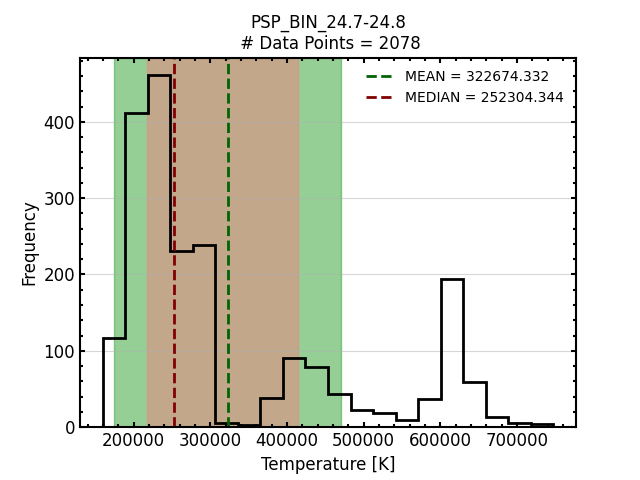 PSP_BIN_24.7-24.8
# Data Points = 2078
MEAN = 322674.332
MEDIAN = 252304.344
Frequency
400
300
200
100
0
200000 300000 400000 500000 600000 700000
Temperature [K]